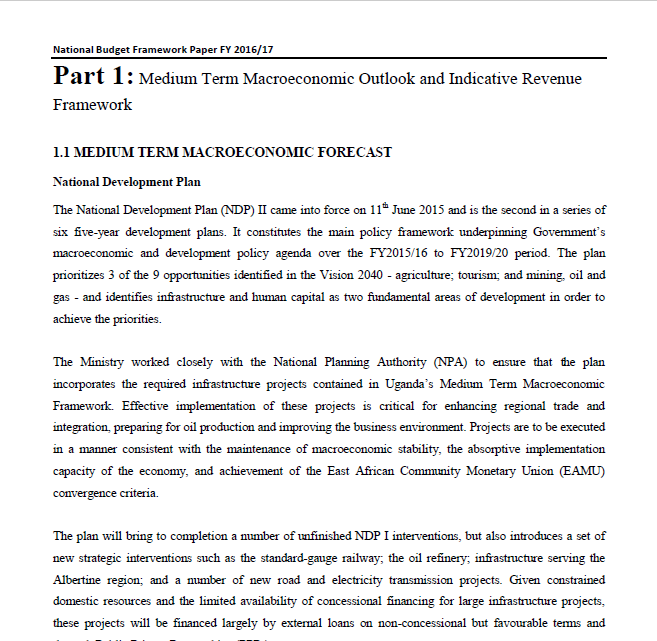 National Budget Framework Paper FY 2016/17
Part 1: Medium Term Macroeconomic Outlook and Indicative Revenue
Framework
1.1 MEDIUM TERM MACROECONOMIC FORECAST
National Development Plan
The National Development Plan (NDP) II came into force on 11th June 2015 and is the second in a series of
six five-year development plans. It constitutes the main policy framework underpinning Government's
macroeconomic and development policy agenda over the FY2015/16 to FY2019/20 period. The plan
prioritizes 3 of the 9 opportunities identified in the Vision 2040 - agriculture; tourism; and mining, oil and
gas - and identifies infrastructure and human capital as two fundamental areas of development in order to
achieve the priorities.
The Ministry worked closely with the National Planning Authority (NPA) to ensure that the plan
incorporates the required infrastructure projects contained in Uganda's Medium Term Macroeconomic
Framework. Effective implementation of these projects is critical for enhancing regional trade and
integration, preparing for oil production and improving the business environment. Projects are to be executed
in a manner consistent with the maintenance of macroeconomic stability, the absorptive implementation
capacity of the economy, and achievement of the East African Community Monetary Union (EAMU)
convergence criteria.
The plan will bring to completion a number of unfinished NDP I interventions, but also introduces a set of
new strategic interventions such as the standard-gauge railway; the oil refinery; infrastructure serving the
Albertine region; and a number of new road and electricity transmission projects. Given constrained
domestic resources and the limited availability of concessional financing for large infrastructure projects,
these projects will be financed largely by external loans on non-concessional but favourable terms and